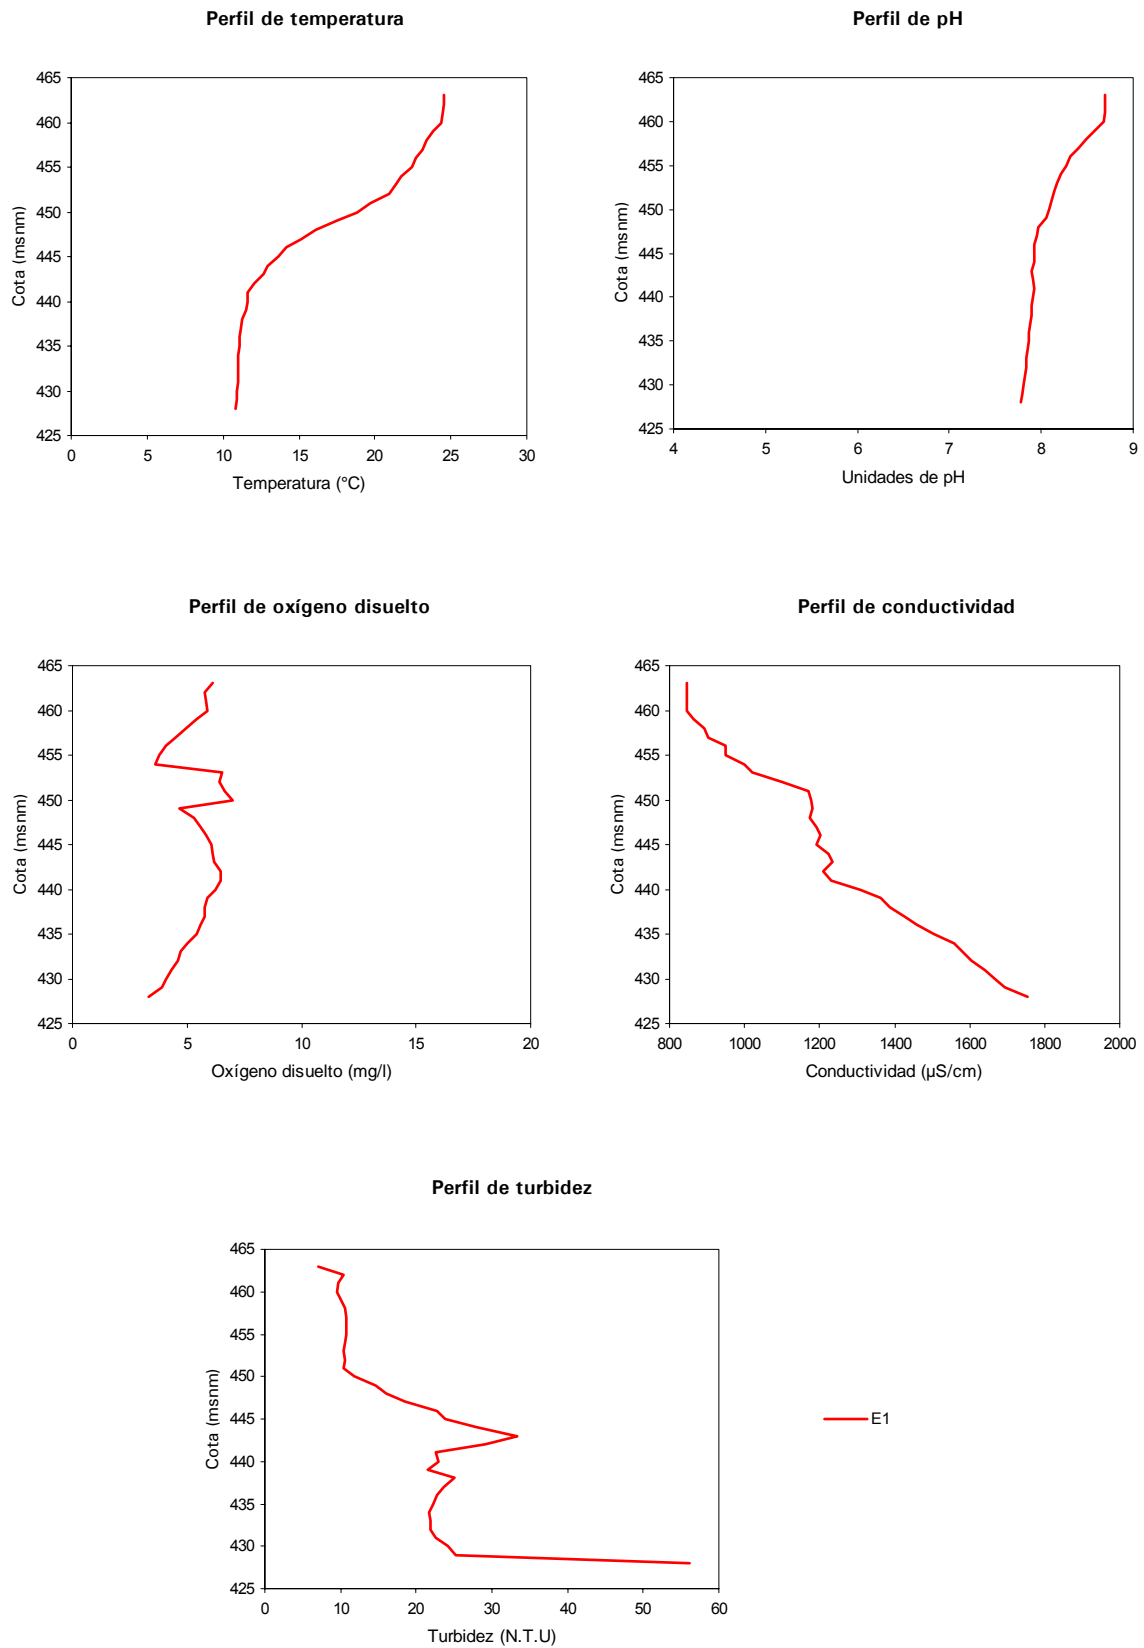 Perfil de temperatura
465
460
455
450
445
440
435
430
425
Cota (msnm)
0 5 10 15 20 25 30
Temperatura (°C)
Perfil de pH
465
460
455
450
445
440
435
430
425
Cota (msnm)
4 5 6 7 8 9
Unidades de pH
Perfil de oxígeno disuelto
465
460
455
450
445
440
435
430
425
Cota (msnm)
0 5 10 15 20
Oxígeno disuelto (mg/l)
Perfil de conductividad
465
460
455
450
445
440
435
430
425
Cota (msnm)
800 1000 1200 1400 1600 1800 2000
Conductividad (µS/cm)
Perfil de turbidez
465
460
455
450
445
440
435
430
425
Cota (msnm)
0 10 20 30 40 50 60
Turbidez (N.T.U)
E1